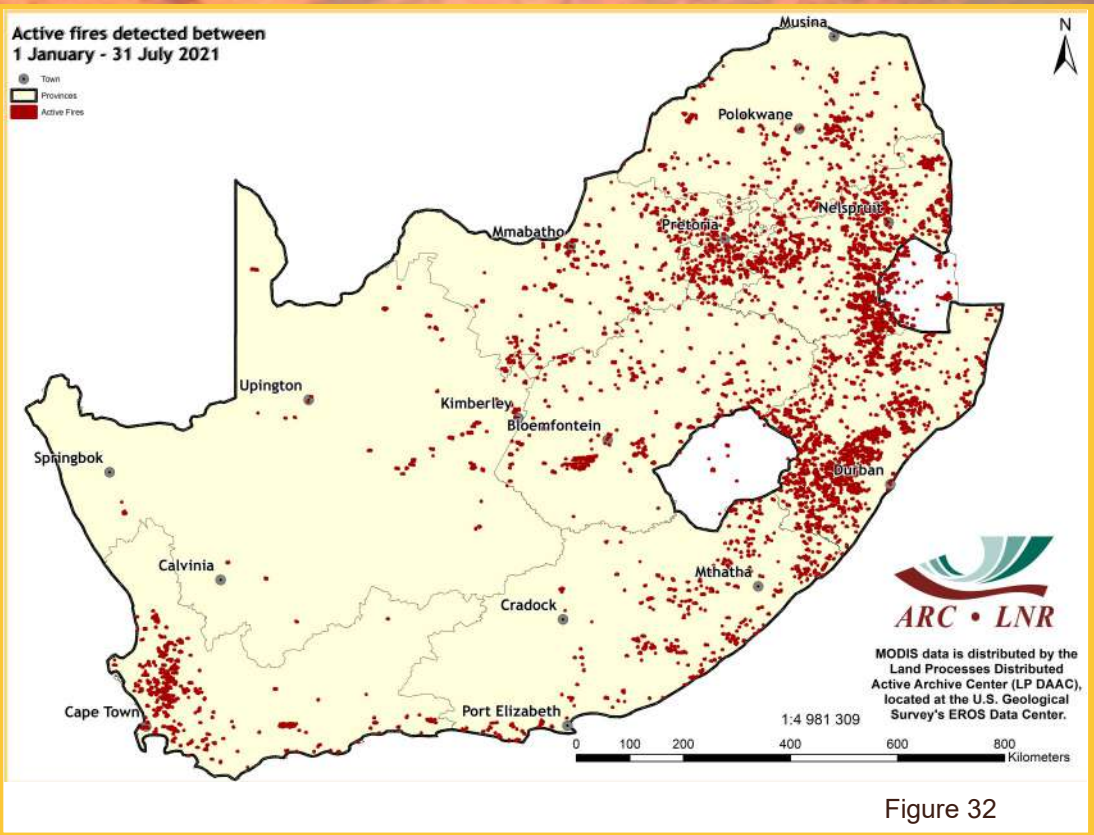 Active fires detected between
1 January - 31 July 2021
Town
Provinces
Active Fires
N
Musina
Polokwane
Nelspruit
Pretoria
Mmabatho
Upington
Kimberley
Bloemfontein
Springbok
Durban
Calvinia
Mthatha
Cradock
Cape Town
Port Elizabeth
ARC • LNR
MODIS data is distributed by the
Land Processes Distributed
Active Archive Center (LP DAAC),
located at the U.S. Geological
Survey's EROS Data Center.
1:4 981 309
0 100 200 400 600 800
Kilometers
Figure 32